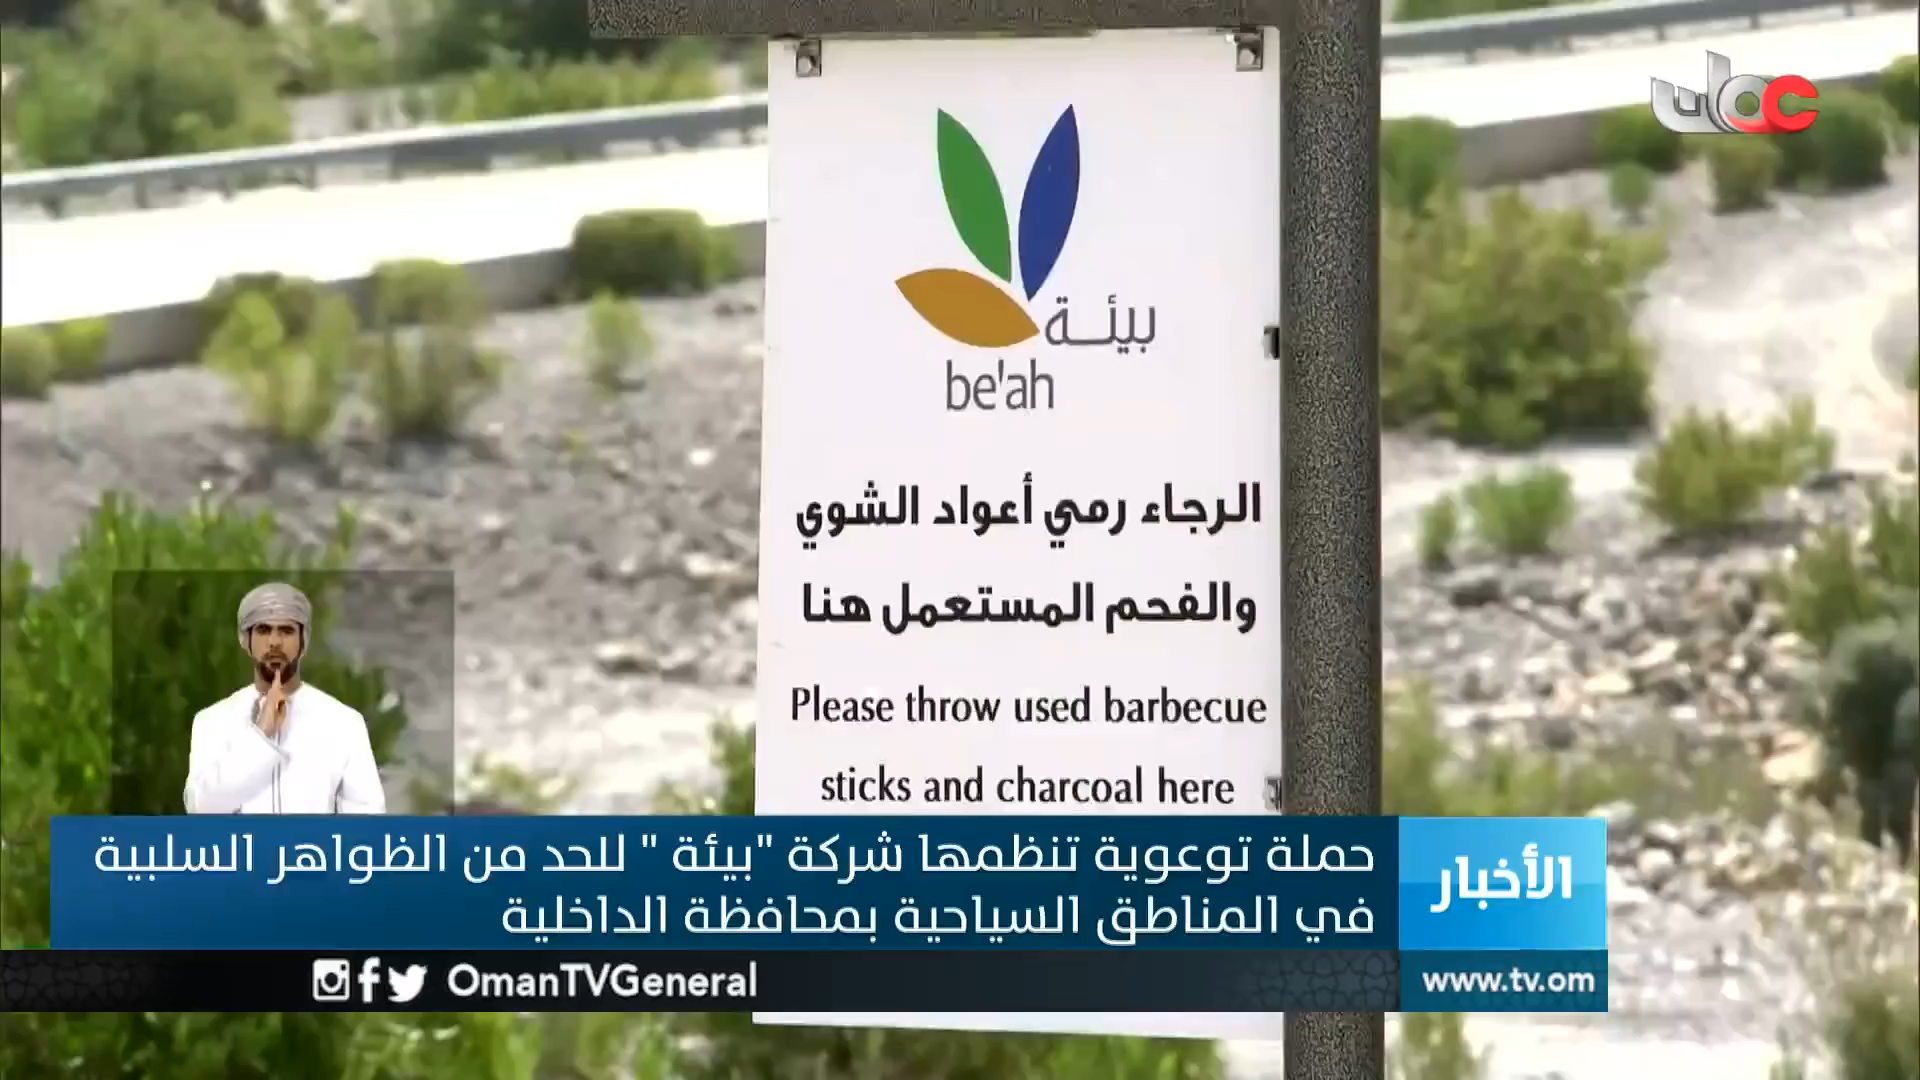 عمان
بيئة
be'ah
الرجاء رمي أعواد الشوي
والفحم المستعمل هنا
Please throw used barbecue
sticks and charcoal here
الأخبار
حملة توعوية تنظمها شركة "بيئة " للحد من الظواهر السلبية
في المناطق السياحية بمحافظة الداخلية
OmanTVGeneral
www.tv.om